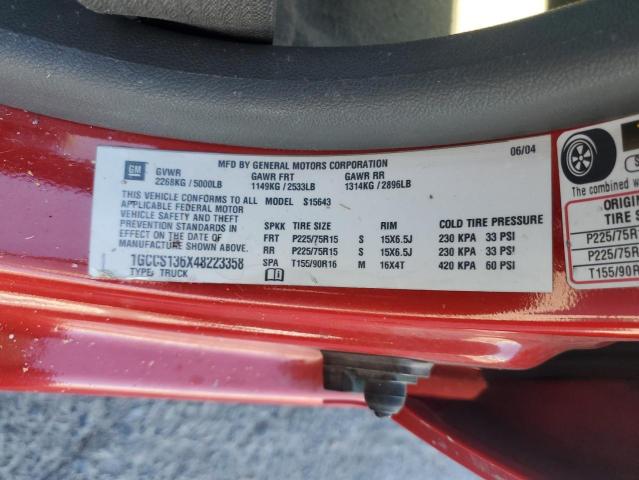 MFD BY GENERAL MOTORS CORPORATION 06/04
GM GVWR GAWR FRT GAWR RR
2268KG / 5000LB 1149KG / 2533LB 1314KG / 2896LB
THIS VEHICLE CONFORMS TO ALL MODEL S15643
APPLICABLE FEDERAL MOTOR
VEHICLE SAFETY AND THEFT
PREVENTION STANDARDS IN
EFFECT ON THE DATE OF
MANUFACTURE SHOWN ABOVE.
1GCCS136X48223358
TYPE: TRUCK
SPKK TIRE SIZE SPEED RTG RIM COLD TIRE PRESSURE
FRT P225/75R15 S 15X6.5J 230 KPA 33 PSI
RR P225/75R15 S 15X6.5J 230 KPA 33 PSI
SPA T155/90R16 M 16X4T 420 KPA 60 PSI
The combined w
ORIGIN
TIRE S
P225/75R
P225/75R
T155/90R